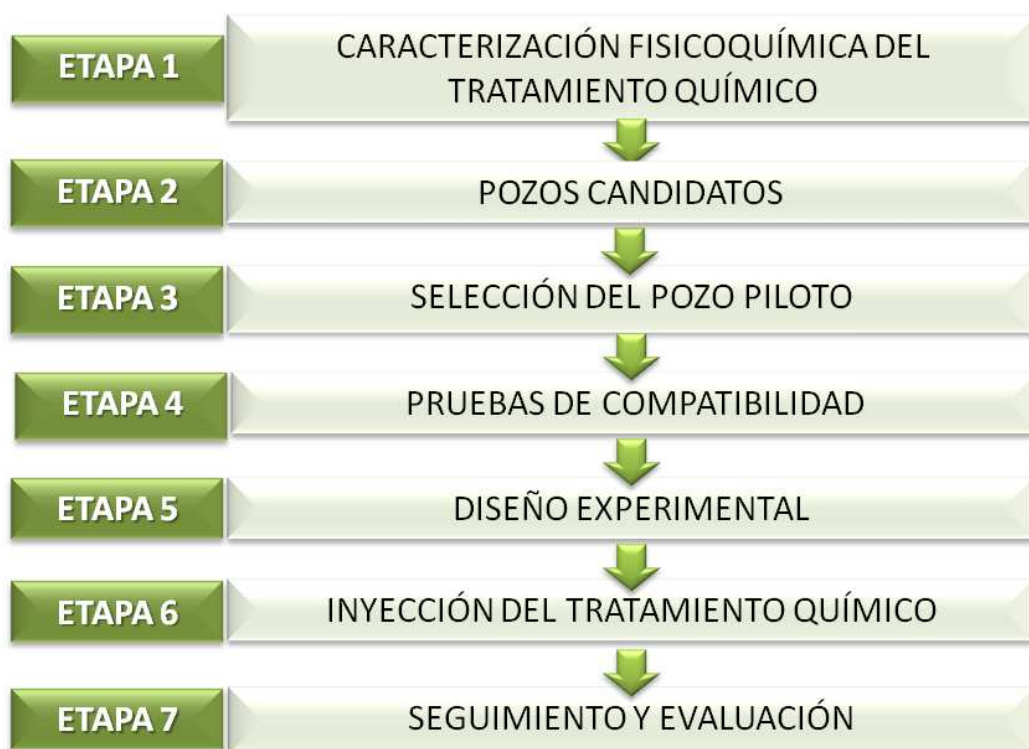 ETAPA 1
CARACTERIZACIÓN FISICOQUÍMICA DEL
TRATAMIENTO QUÍMICO
ETAPA 2
POZOS CANDIDATOS
ETAPA 3
SELECCIÓN DEL POZO PILOTO
ETAPA 4
PRUEBAS DE COMPATIBILIDAD
ETAPA 5
DISEÑO EXPERIMENTAL
ETAPA 6
INYECCIÓN DEL TRATAMIENTO QUÍMICO
ETAPA 7
SEGUIMIENTO Y EVALUACIÓN